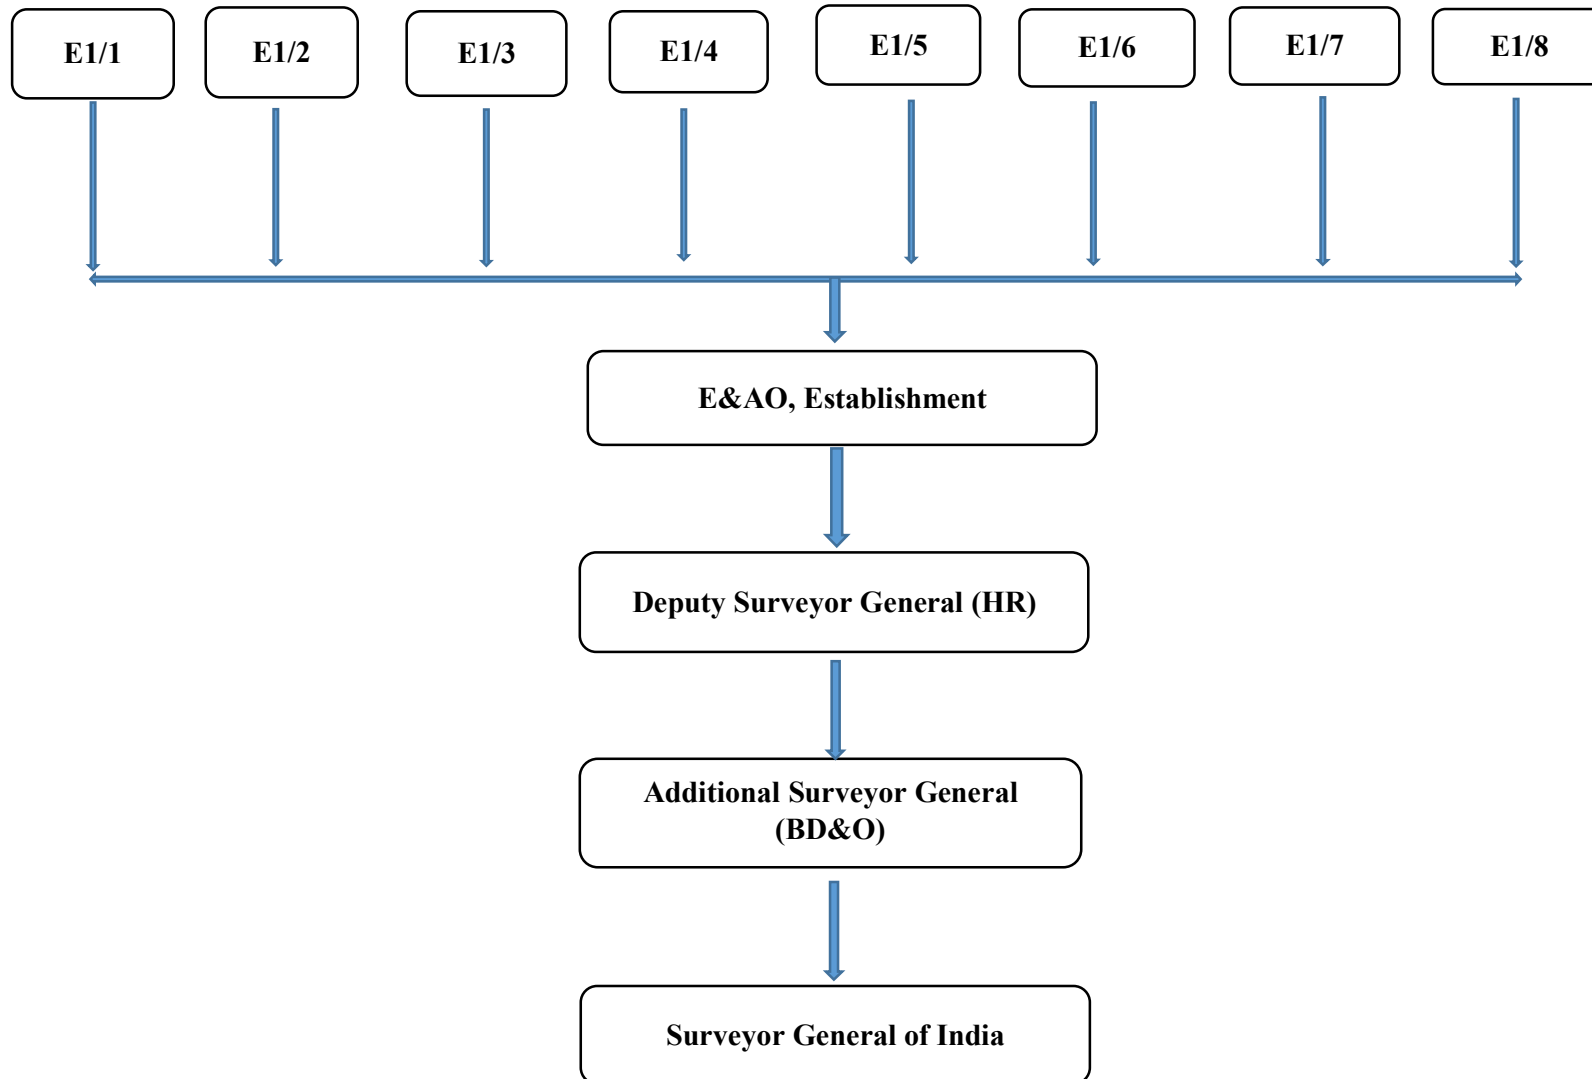 E1/1
E1/2
E1/3
E1/4
E1/5
E1/6
E1/7
E1/8
E&AO, Establishment
Deputy Surveyor General (HR)
Additional Surveyor General
(BD&O)
Surveyor General of India